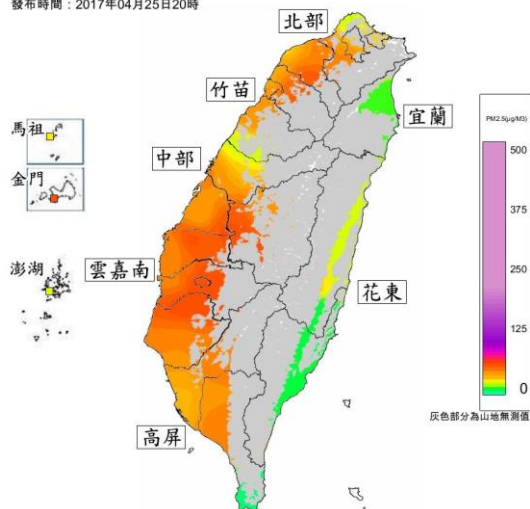 發布時間：2017年04月25日20時
北部
竹苗
宜蘭
馬祖
中部
金門
澎湖
雲嘉南
花東
高屏
PM2.5(μg/M3)
500
250
125
0
灰色部分為山地無測值